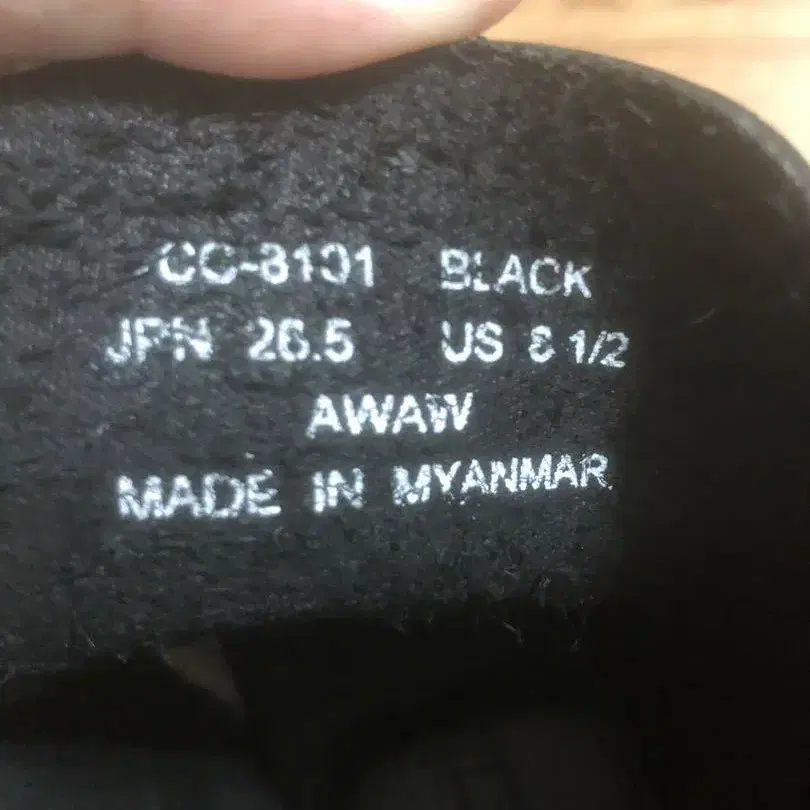 CC-8101 BLACK
JPN 26.5 US 8 1/2
AWAW
MADE IN MYANMAR